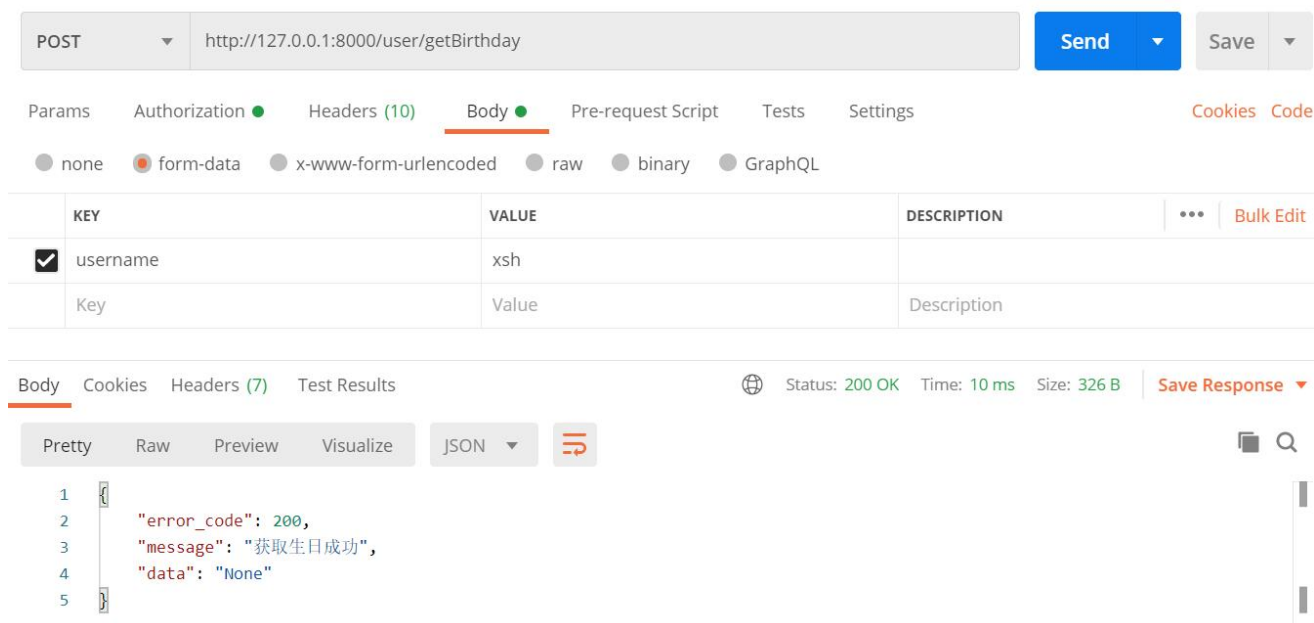 POST http://127.0.0.1:8000/user/getBirthday Send Save
Params Authorization Headers (10) Body Pre-request Script Tests Settings Cookies Code
none form-data x-www-form-urlencoded raw binary GraphQL
KEY VALUE DESCRIPTION ••• Bulk Edit
username xsh
Key Value Description
Body Cookies Headers (7) Test Results Status: 200 OK Time: 10 ms Size: 326 B Save Response
Pretty Raw Preview Visualize JSON
1 {
2 "error_code": 200,
3 "message": "获取生日成功",
4 "data": "None"
5 }